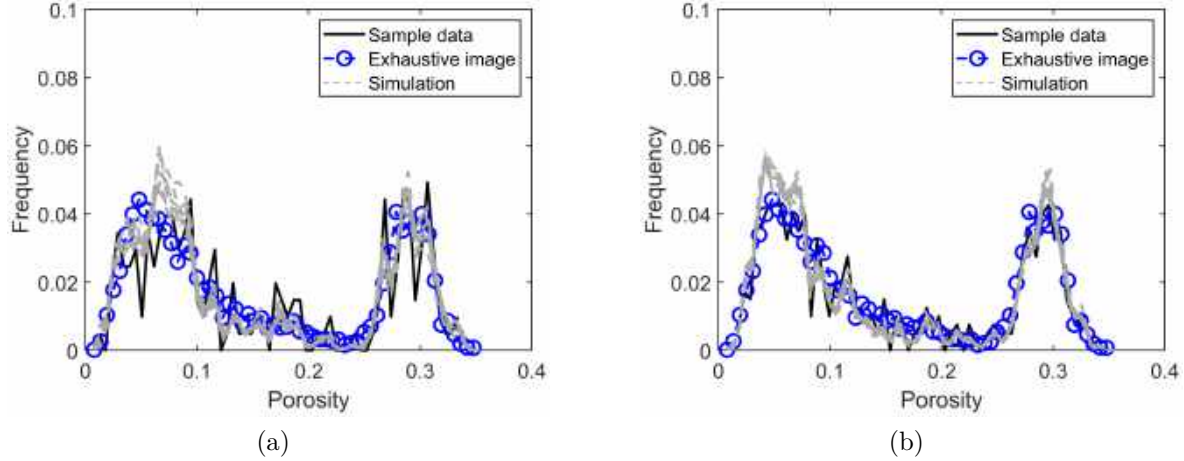 0.1
0.08
0.06
0.04
0.02
0
Frequency
Sample data
Exhaustive image
Simulation
0 0.1 0.2 0.3 0.4
Porosity
(a)
0.1
0.08
0.06
0.04
0.02
0
Frequency
Sample data
Exhaustive image
Simulation
0 0.1 0.2 0.3 0.4
Porosity
(b)